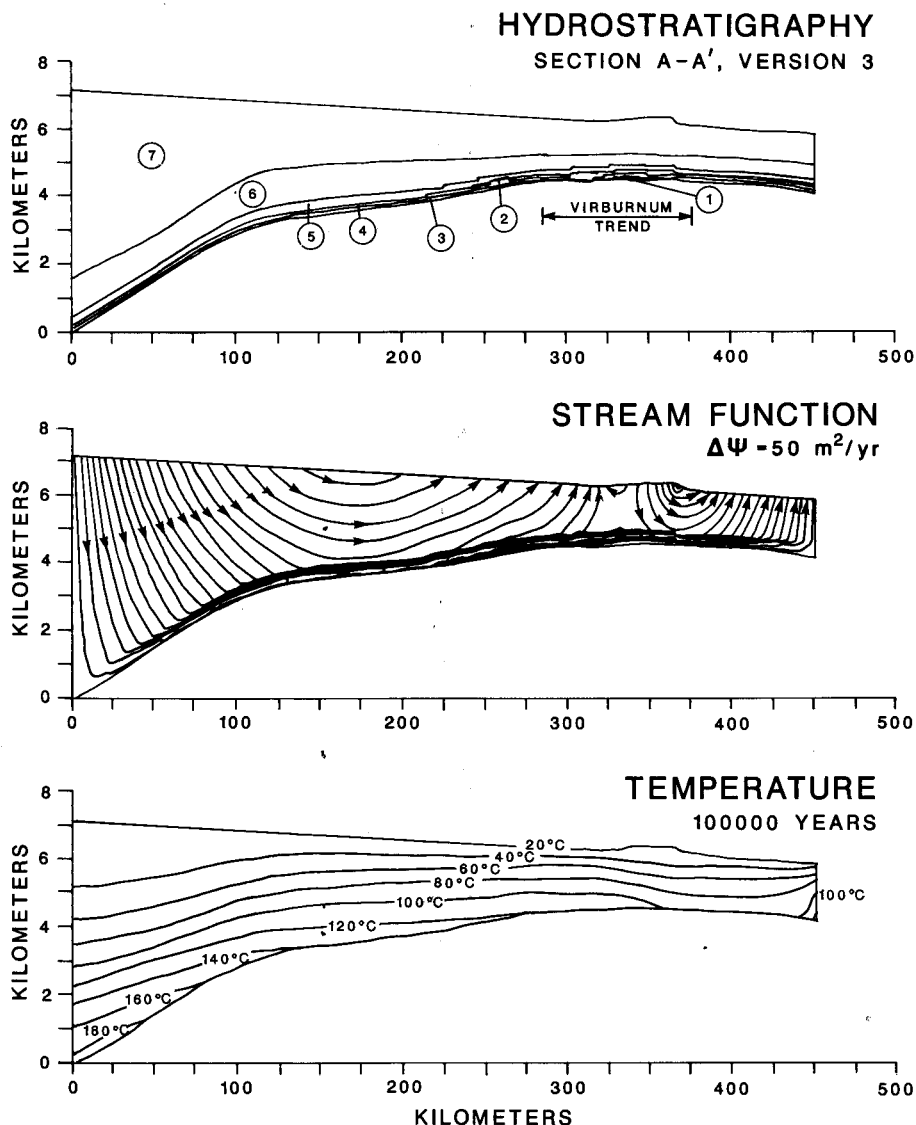 HYDROSTRATIGRAPHY
SECTION A-A', VERSION 3
KILOMETERS
8
6
4
2
0
7
6
5
4
3
2
1
VIRBURNUM
TREND
0 100 200 300 400 500
STREAM FUNCTION
ΔΨ = 50 m²/yr
KILOMETERS
8
6
4
2
0
0 100 200 300 400 500
TEMPERATURE
100000 YEARS
KILOMETERS
8
6
4
2
0
20°C
40°C
60°C
80°C
100°C
100°C
120°C
140°C
160°C
180°C
0 100 200 300 400 500
KILOMETERS